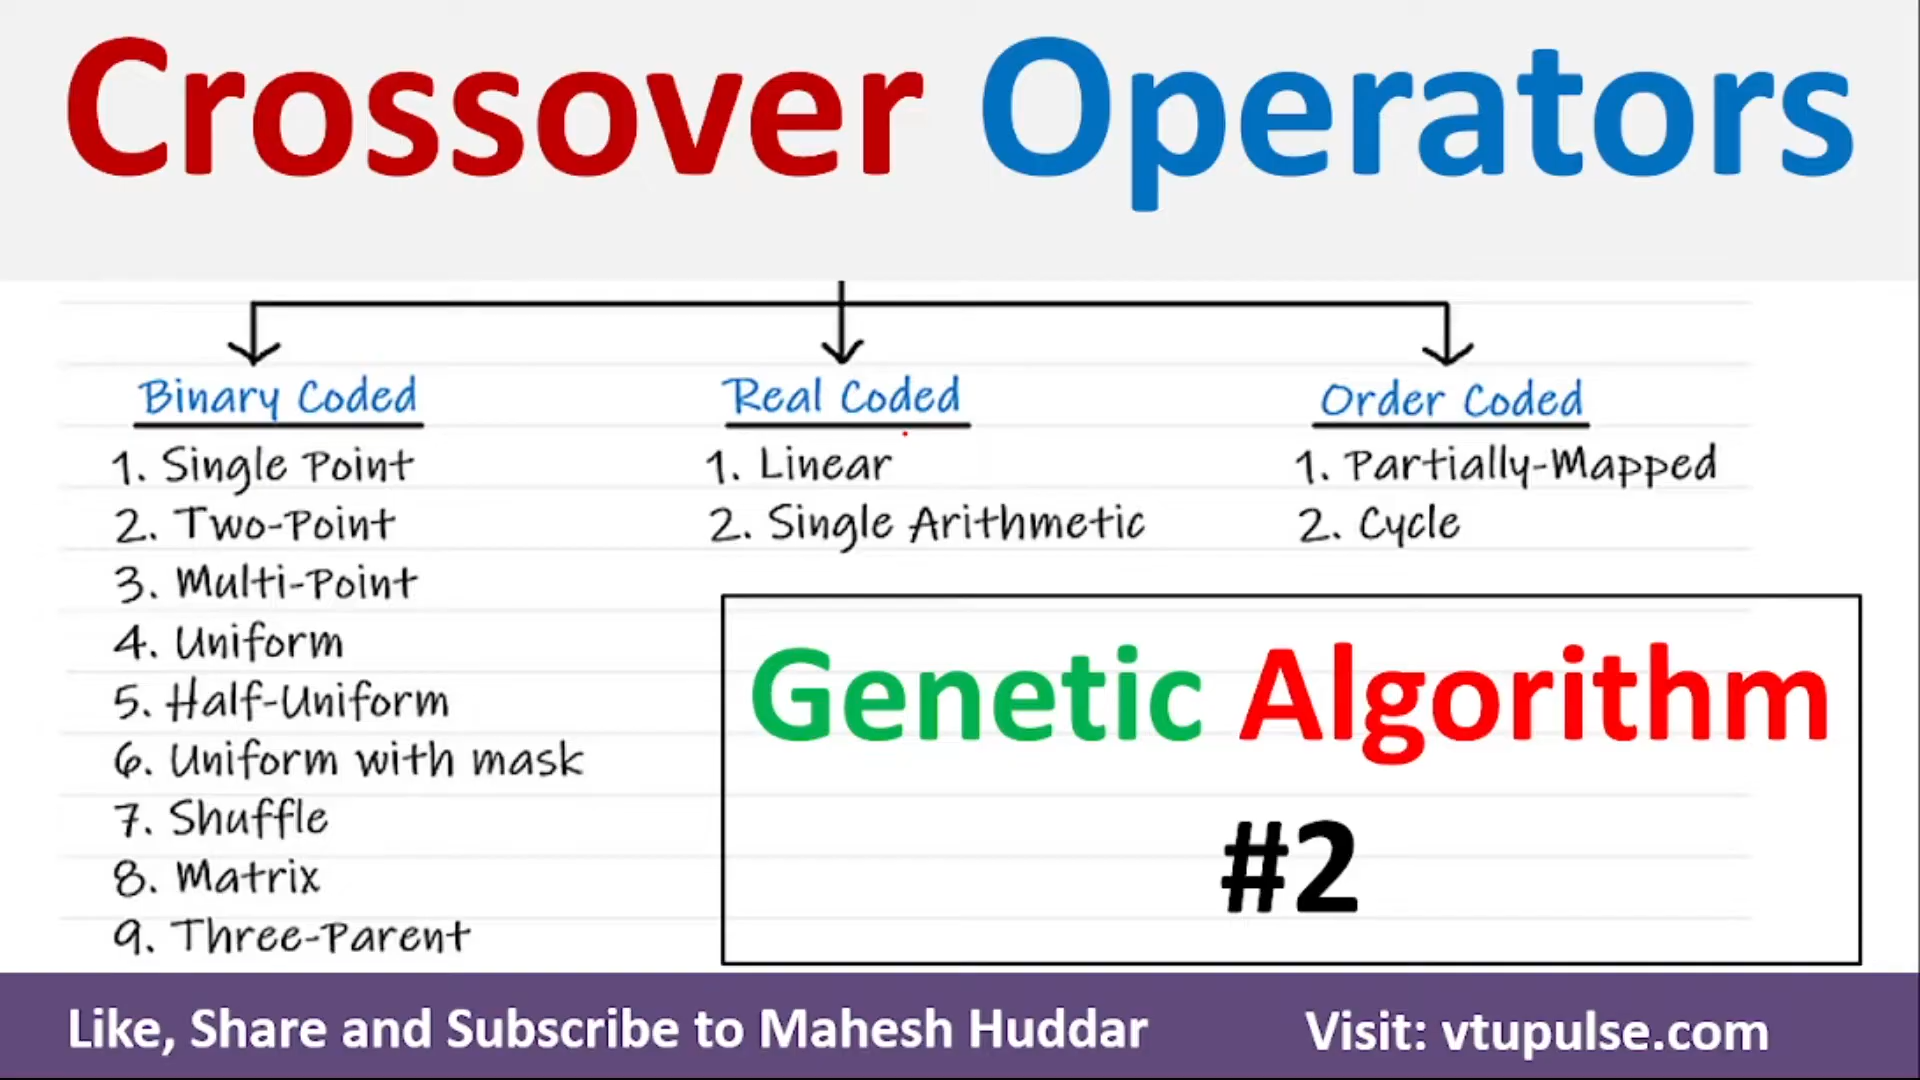 Crossover Operators
Binary Coded
1. Single Point
2. Two-Point
3. Multi-Point
4. Uniform
5. Half-Uniform
6. Uniform with mask
7. Shuffle
8. Matrix
9. Three-Parent
Real Coded
1. Linear
2. Single Arithmetic
Order Coded
1. Partially-Mapped
2. Cycle
Genetic Algorithm
#2
Like, Share and Subscribe to Mahesh Huddar
Visit: vtupulse.com